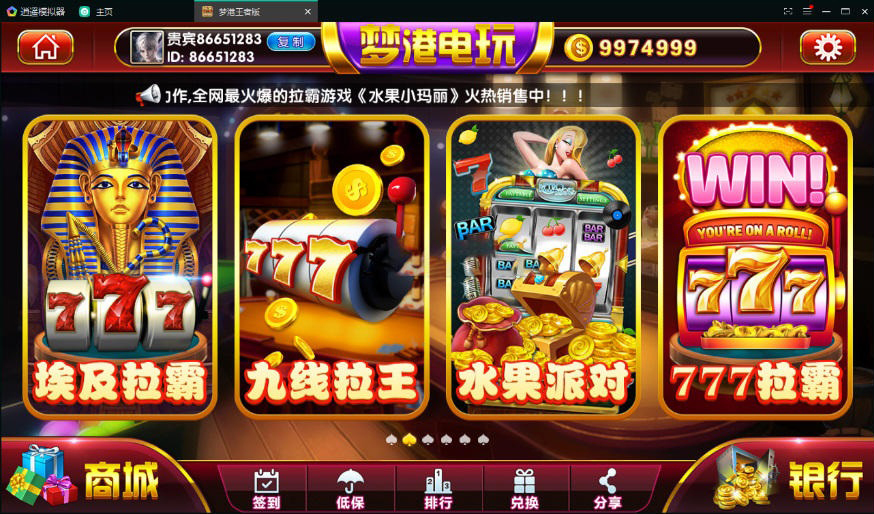 逍遥模拟器
主页
梦港王者版
贵宾86651283
复制
ID: 86651283
梦港电玩
9974999
作,全网最火爆的拉霸游戏《水果小玛丽》火热销售中！！！
777
埃及拉霸
777
九线拉王
7
BAR
BAR
BAR
水果派对
WIN!
YOU'RE ON A ROLL!
777
777拉霸
商城
签到
低保
排行
兑换
分享
银行